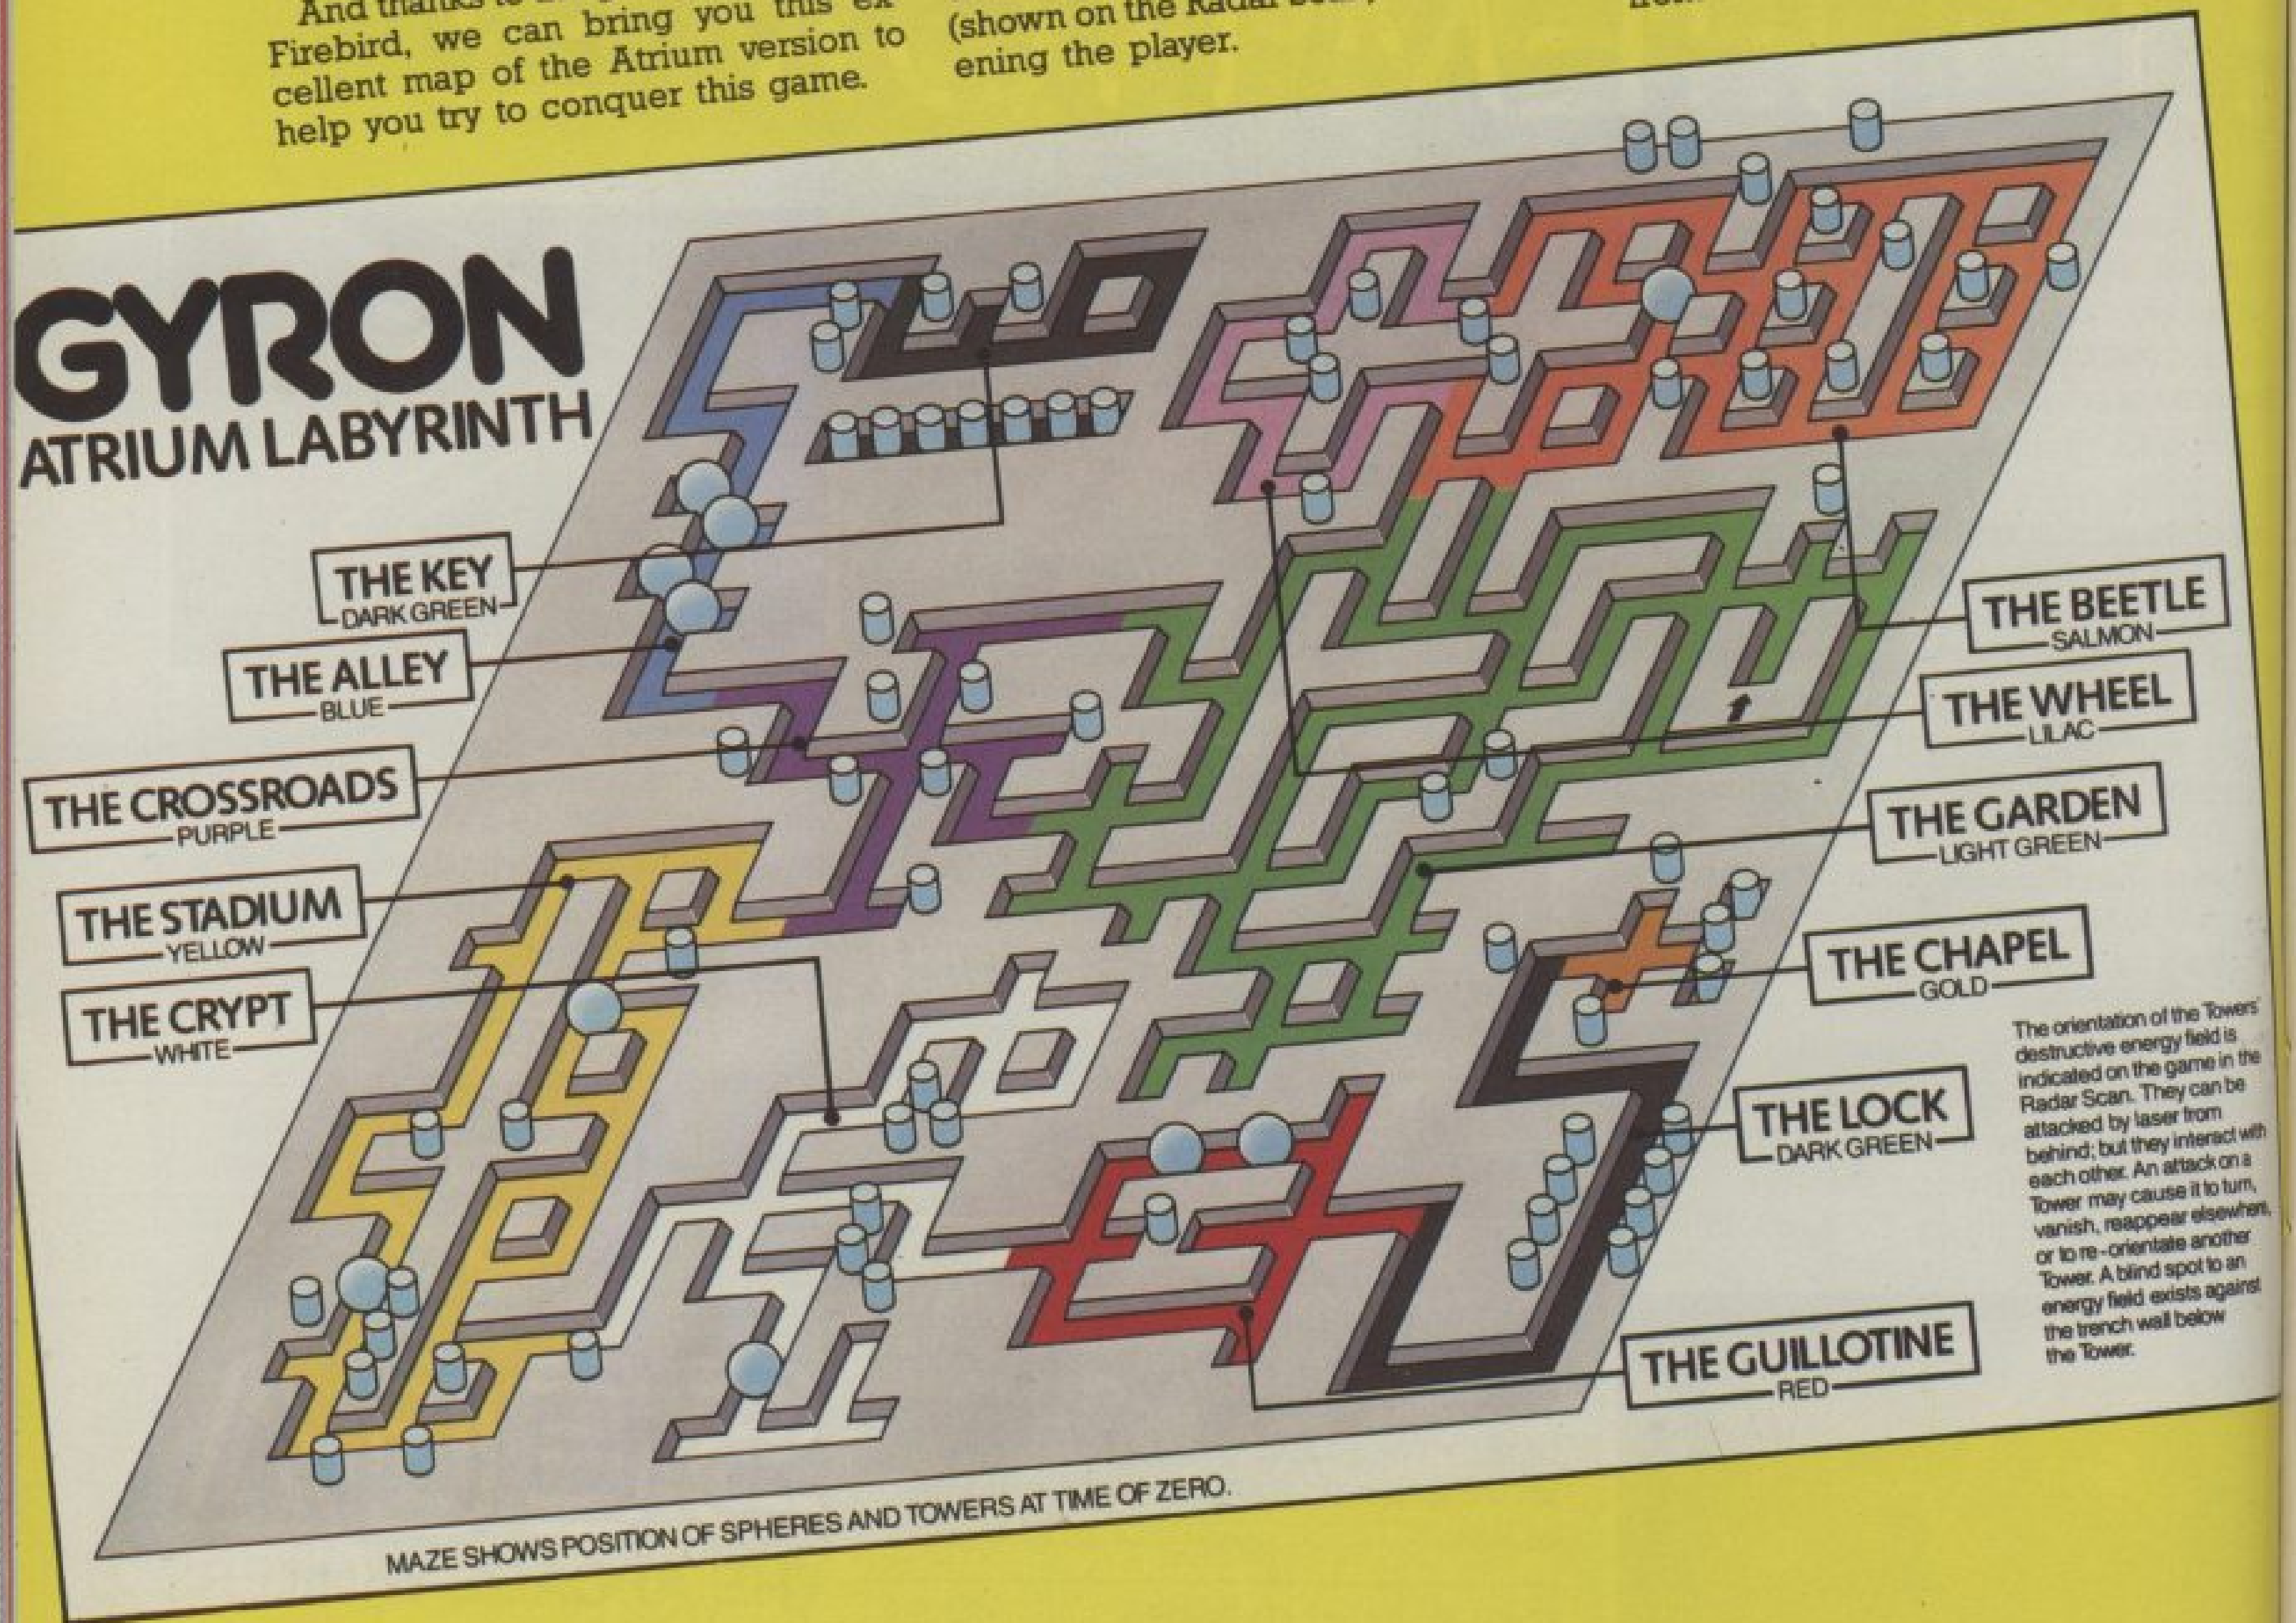 And thanks to
Firebird, we can bring you this ex-
cellent map of the Atrium version to
help you try to conquer this game.
(shown on the Radar
ening the player.
GYRON
ATRIUM LABYRINTH
THE KEY
DARK GREEN
THE ALLEY
BLUE
THE CROSSROADS
PURPLE
THE STADIUM
YELLOW
THE CRYPT
WHITE
THE BEETLE
SALMON
THE WHEEL
LILAC
THE GARDEN
LIGHT GREEN
THE CHAPEL
GOLD
THE LOCK
DARK GREEN
THE GUILLOTINE
RED
The orientation of the Towers'
destructive energy field is
indicated on the game in the
Radar Scan. They can be
attacked by laser from
behind; but they interact with
each other. An attack on a
Tower may cause it to turn,
vanish, reappear elsewhere,
or to re-orientate another
Tower. A blind spot to an
energy field exists against
the trench wall below
the Tower.
MAZE SHOWS POSITION OF SPHERES AND TOWERS AT TIME OF ZERO.